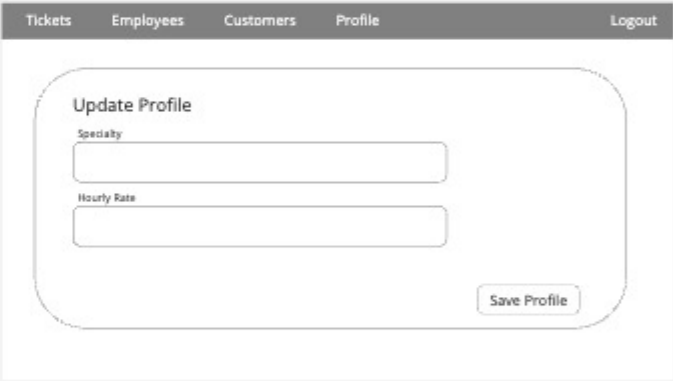 Tickets Employees Customers Profile Logout
Update Profile
Specialty
Hourly Rate
Save Profile